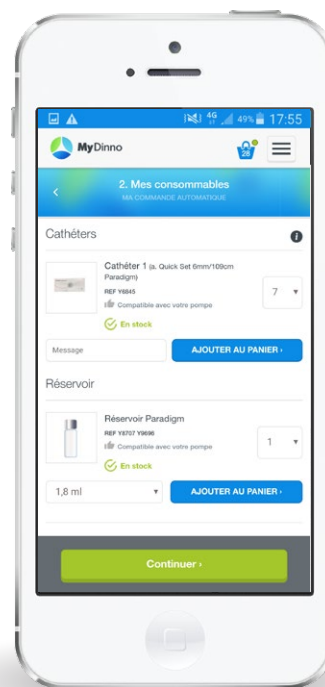 4G 49% 17:55
MyDinno 28
2. Mes consommables
MA COMMANDE AUTOMATIQUE
Cathéters
Cathéter 1 (a. Quick Set 6mm/109cm
Paradigm)
REF Y6845
7
Compatible avec votre pompe
En stock
Message
AJOUTER AU PANIER ›
Réservoir
Réservoir Paradigm
REF Y8707 Y9696
1
Compatible avec votre pompe
En stock
1,8 ml
AJOUTER AU PANIER ›
Continuer ›